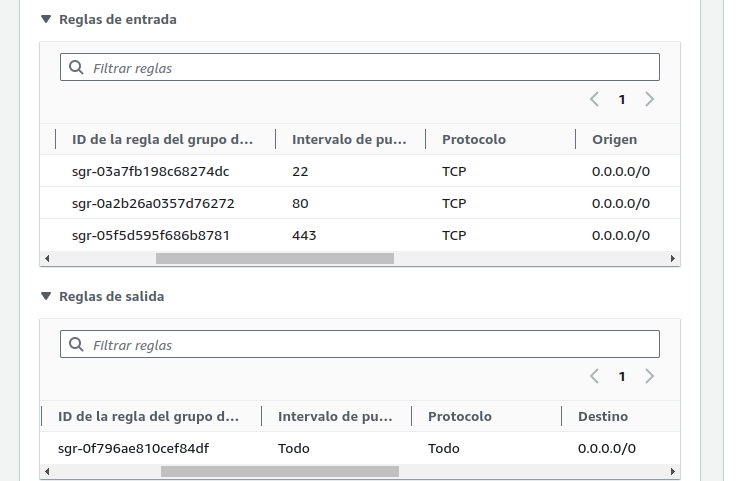 Reglas de entrada
Filtrar reglas
1
ID de la regla del grupo d... Intervalo de pu... Protocolo Origen
sgr-03a7fb198c68274dc 22 TCP 0.0.0.0/0
sgr-0a2b26a0357d76272 80 TCP 0.0.0.0/0
sgr-05f5d595f686b8781 443 TCP 0.0.0.0/0
Reglas de salida
Filtrar reglas
1
ID de la regla del grupo d... Intervalo de pu... Protocolo Destino
sgr-0f796ae810cef84df Todo Todo 0.0.0.0/0